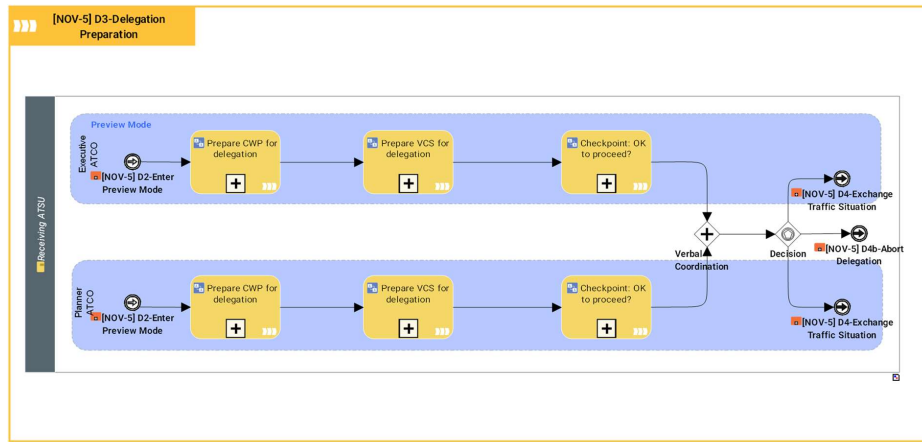 [NOV-5] D3-Delegation
Preparation
Receiving ATSU
Preview Mode
Executive
ATCO
[NOV-5] D2-Enter
Preview Mode
Prepare CWP for
delegation
Prepare VCS for
delegation
Checkpoint: OK
to proceed?
[NOV-5] D4-Exchange
Traffic Situation
Verbal
Coordination
Decision
[NOV-5] D4b-Abort
Delegation
Planner
ATCO
[NOV-5] D2-Enter
Preview Mode
Prepare CWP for
delegation
Prepare VCS for
delegation
Checkpoint: OK
to proceed?
[NOV-5] D4-Exchange
Traffic Situation